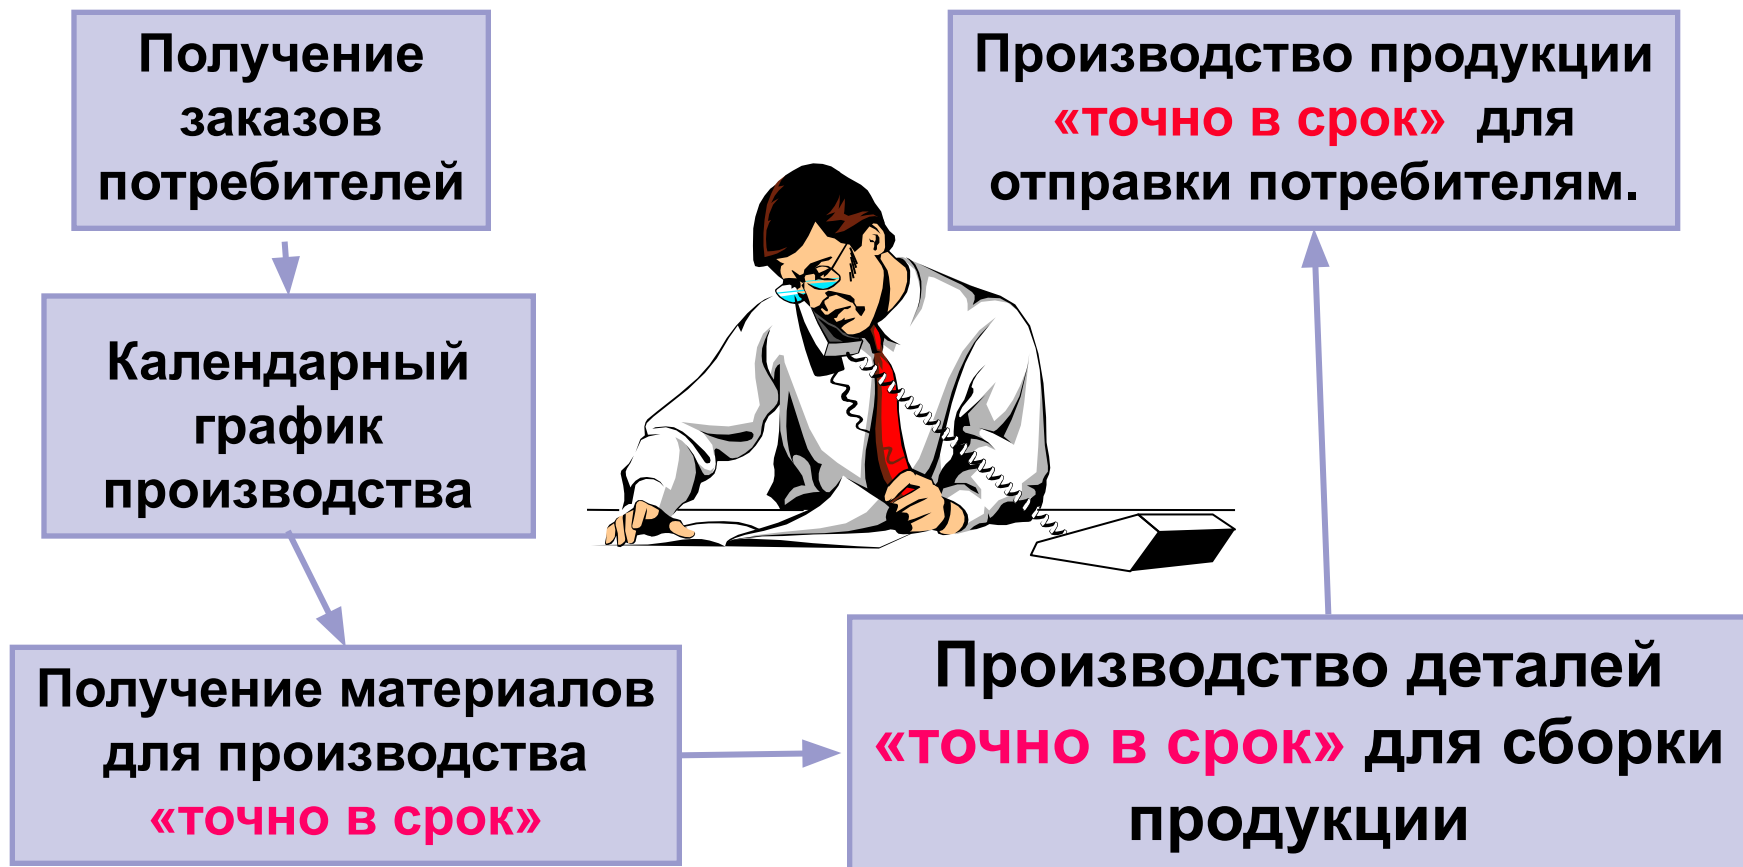 Получение
заказов
потребителей
Календарный
график
производства
Получение материалов
для производства
«точно в срок»
Производство деталей
«точно в срок» для сборки
продукции
Производство продукции
«точно в срок» для
отправки потребителям.